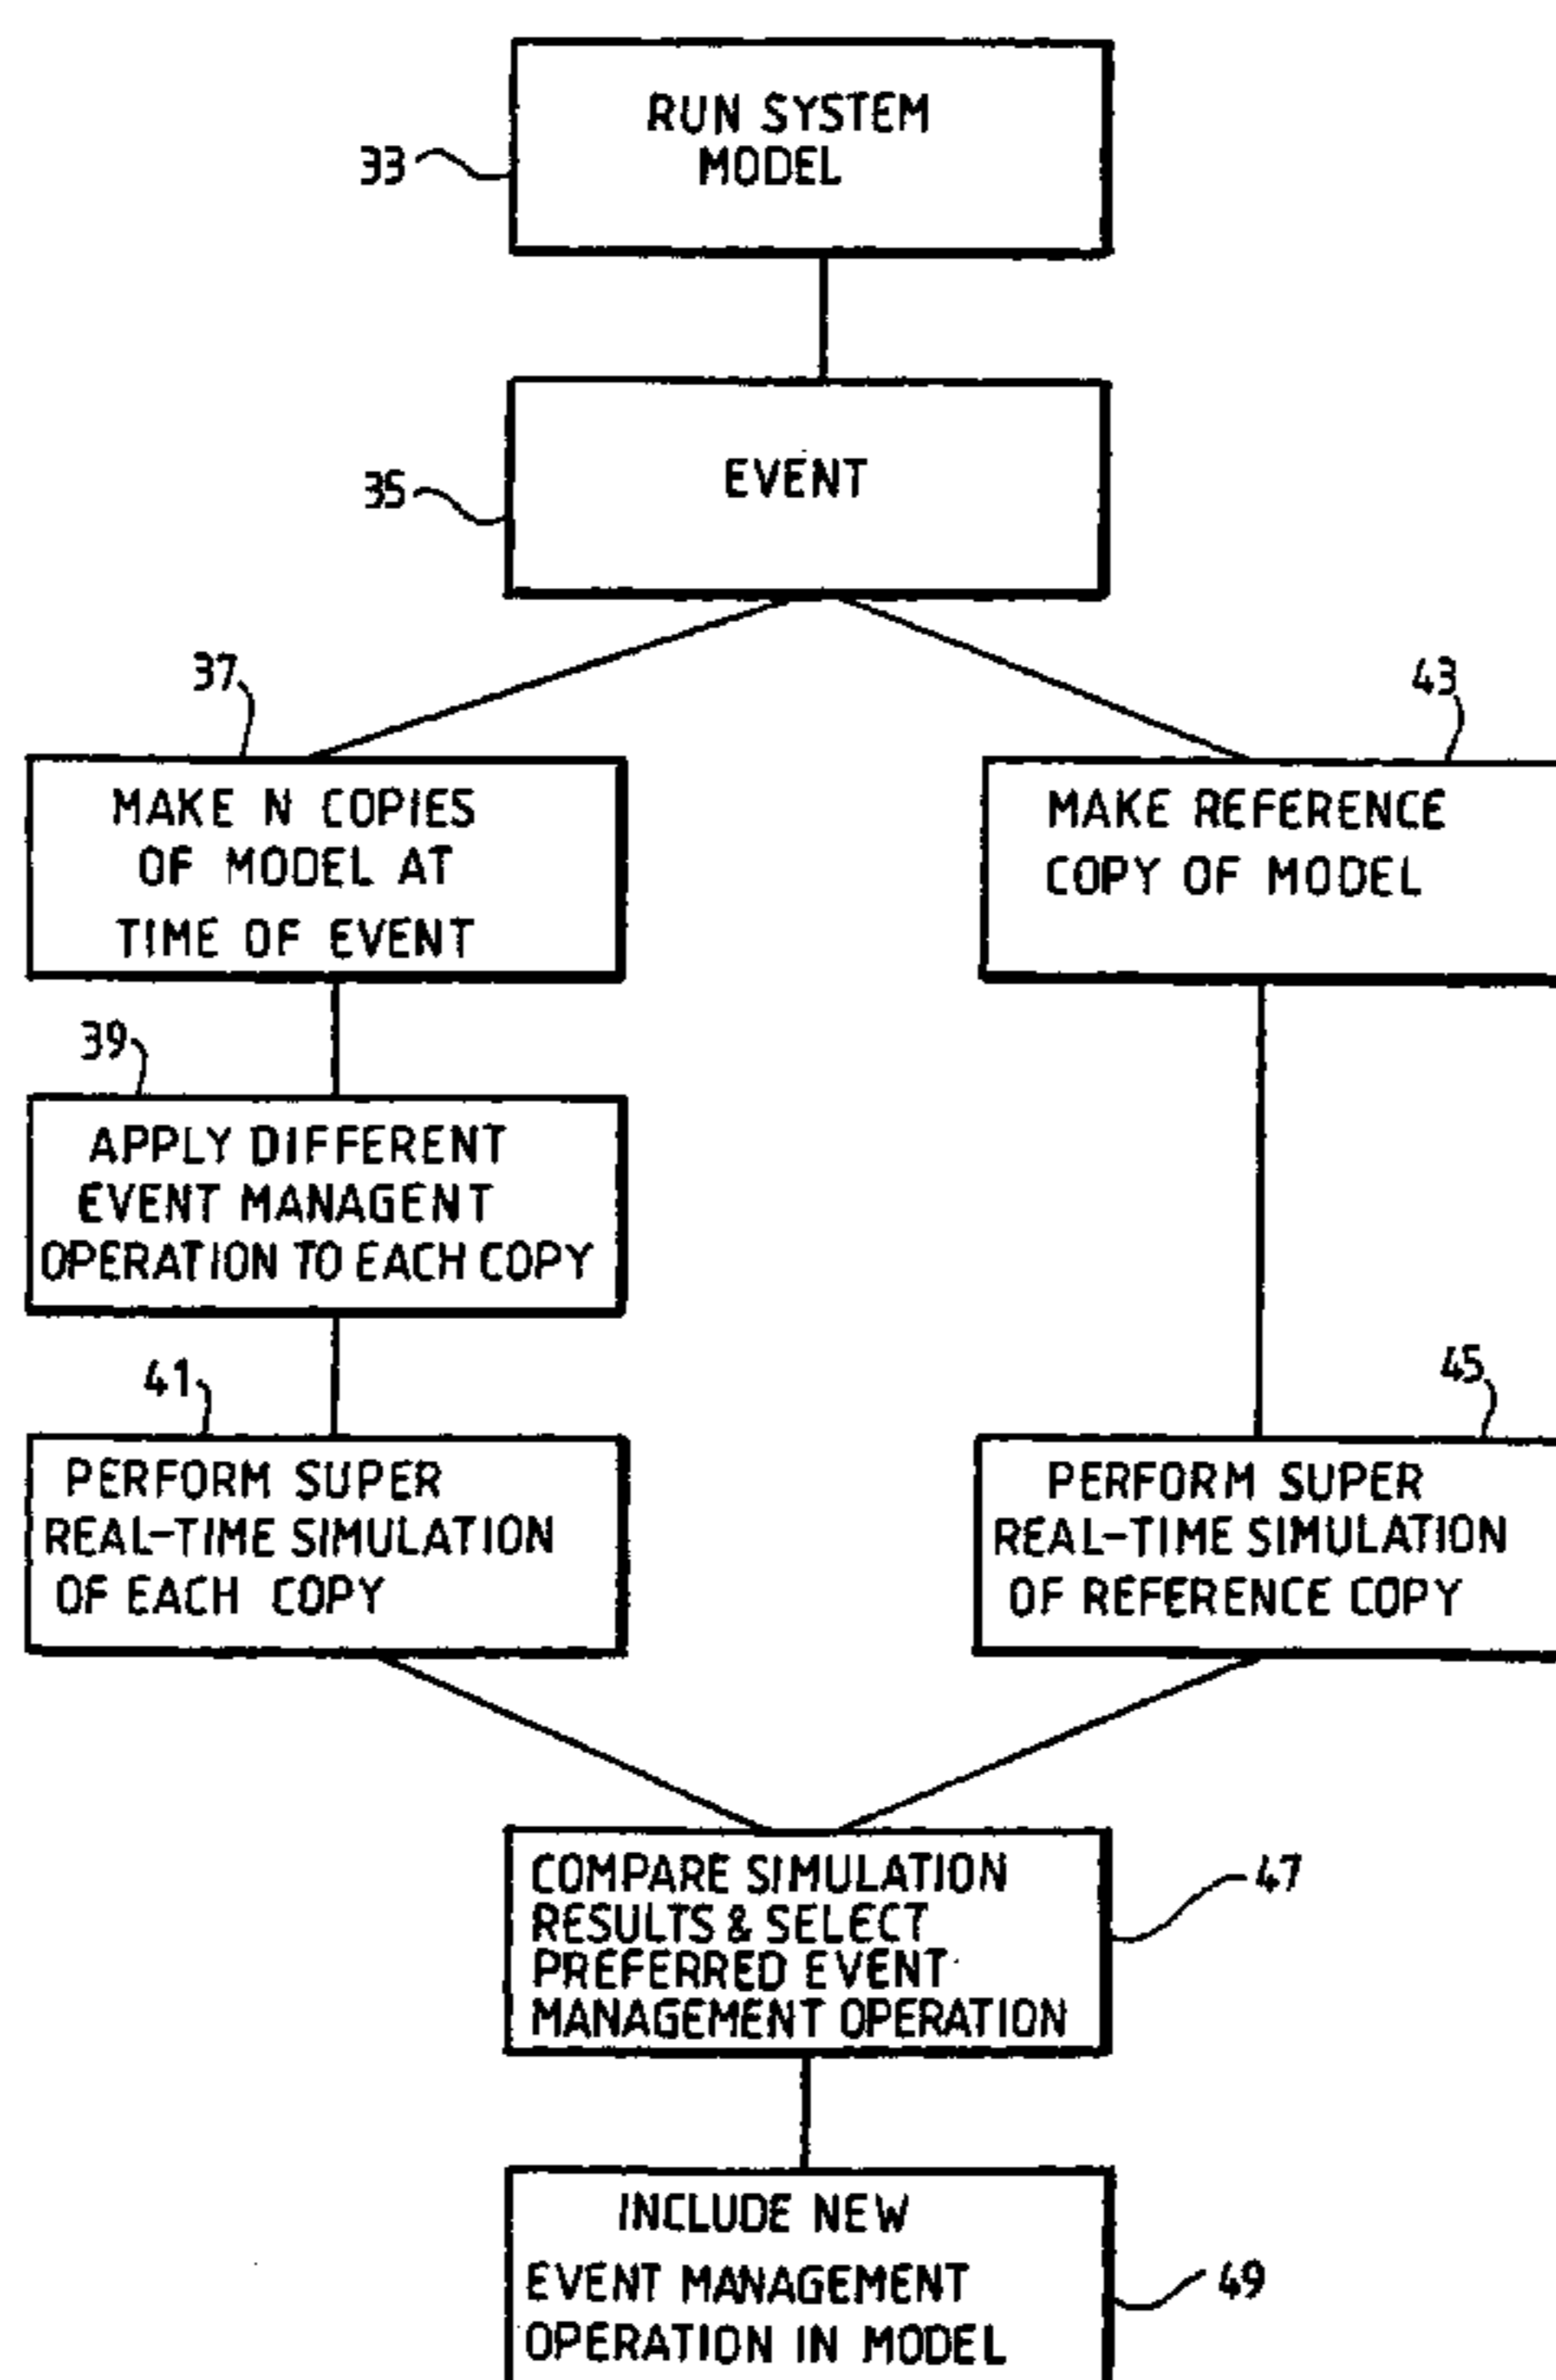 RUN SYSTEM
MODEL
33
EVENT
35
37
43
MAKE N COPIES
OF MODEL AT
TIME OF EVENT
MAKE REFERENCE
COPY OF MODEL
39
APPLY DIFFERENT
EVENT MANAGENT
OPERATION TO EACH COPY
41
45
PERFORM SUPER
REAL-TIME SIMULATION
OF EACH COPY
PERFORM SUPER
REAL-TIME SIMULATION
OF REFERENCE COPY
COMPARE SIMULATION
RESULTS & SELECT
PREFERRED EVENT
MANAGEMENT OPERATION
47
INCLUDE NEW
EVENT MANAGEMENT
OPERATION IN MODEL
49